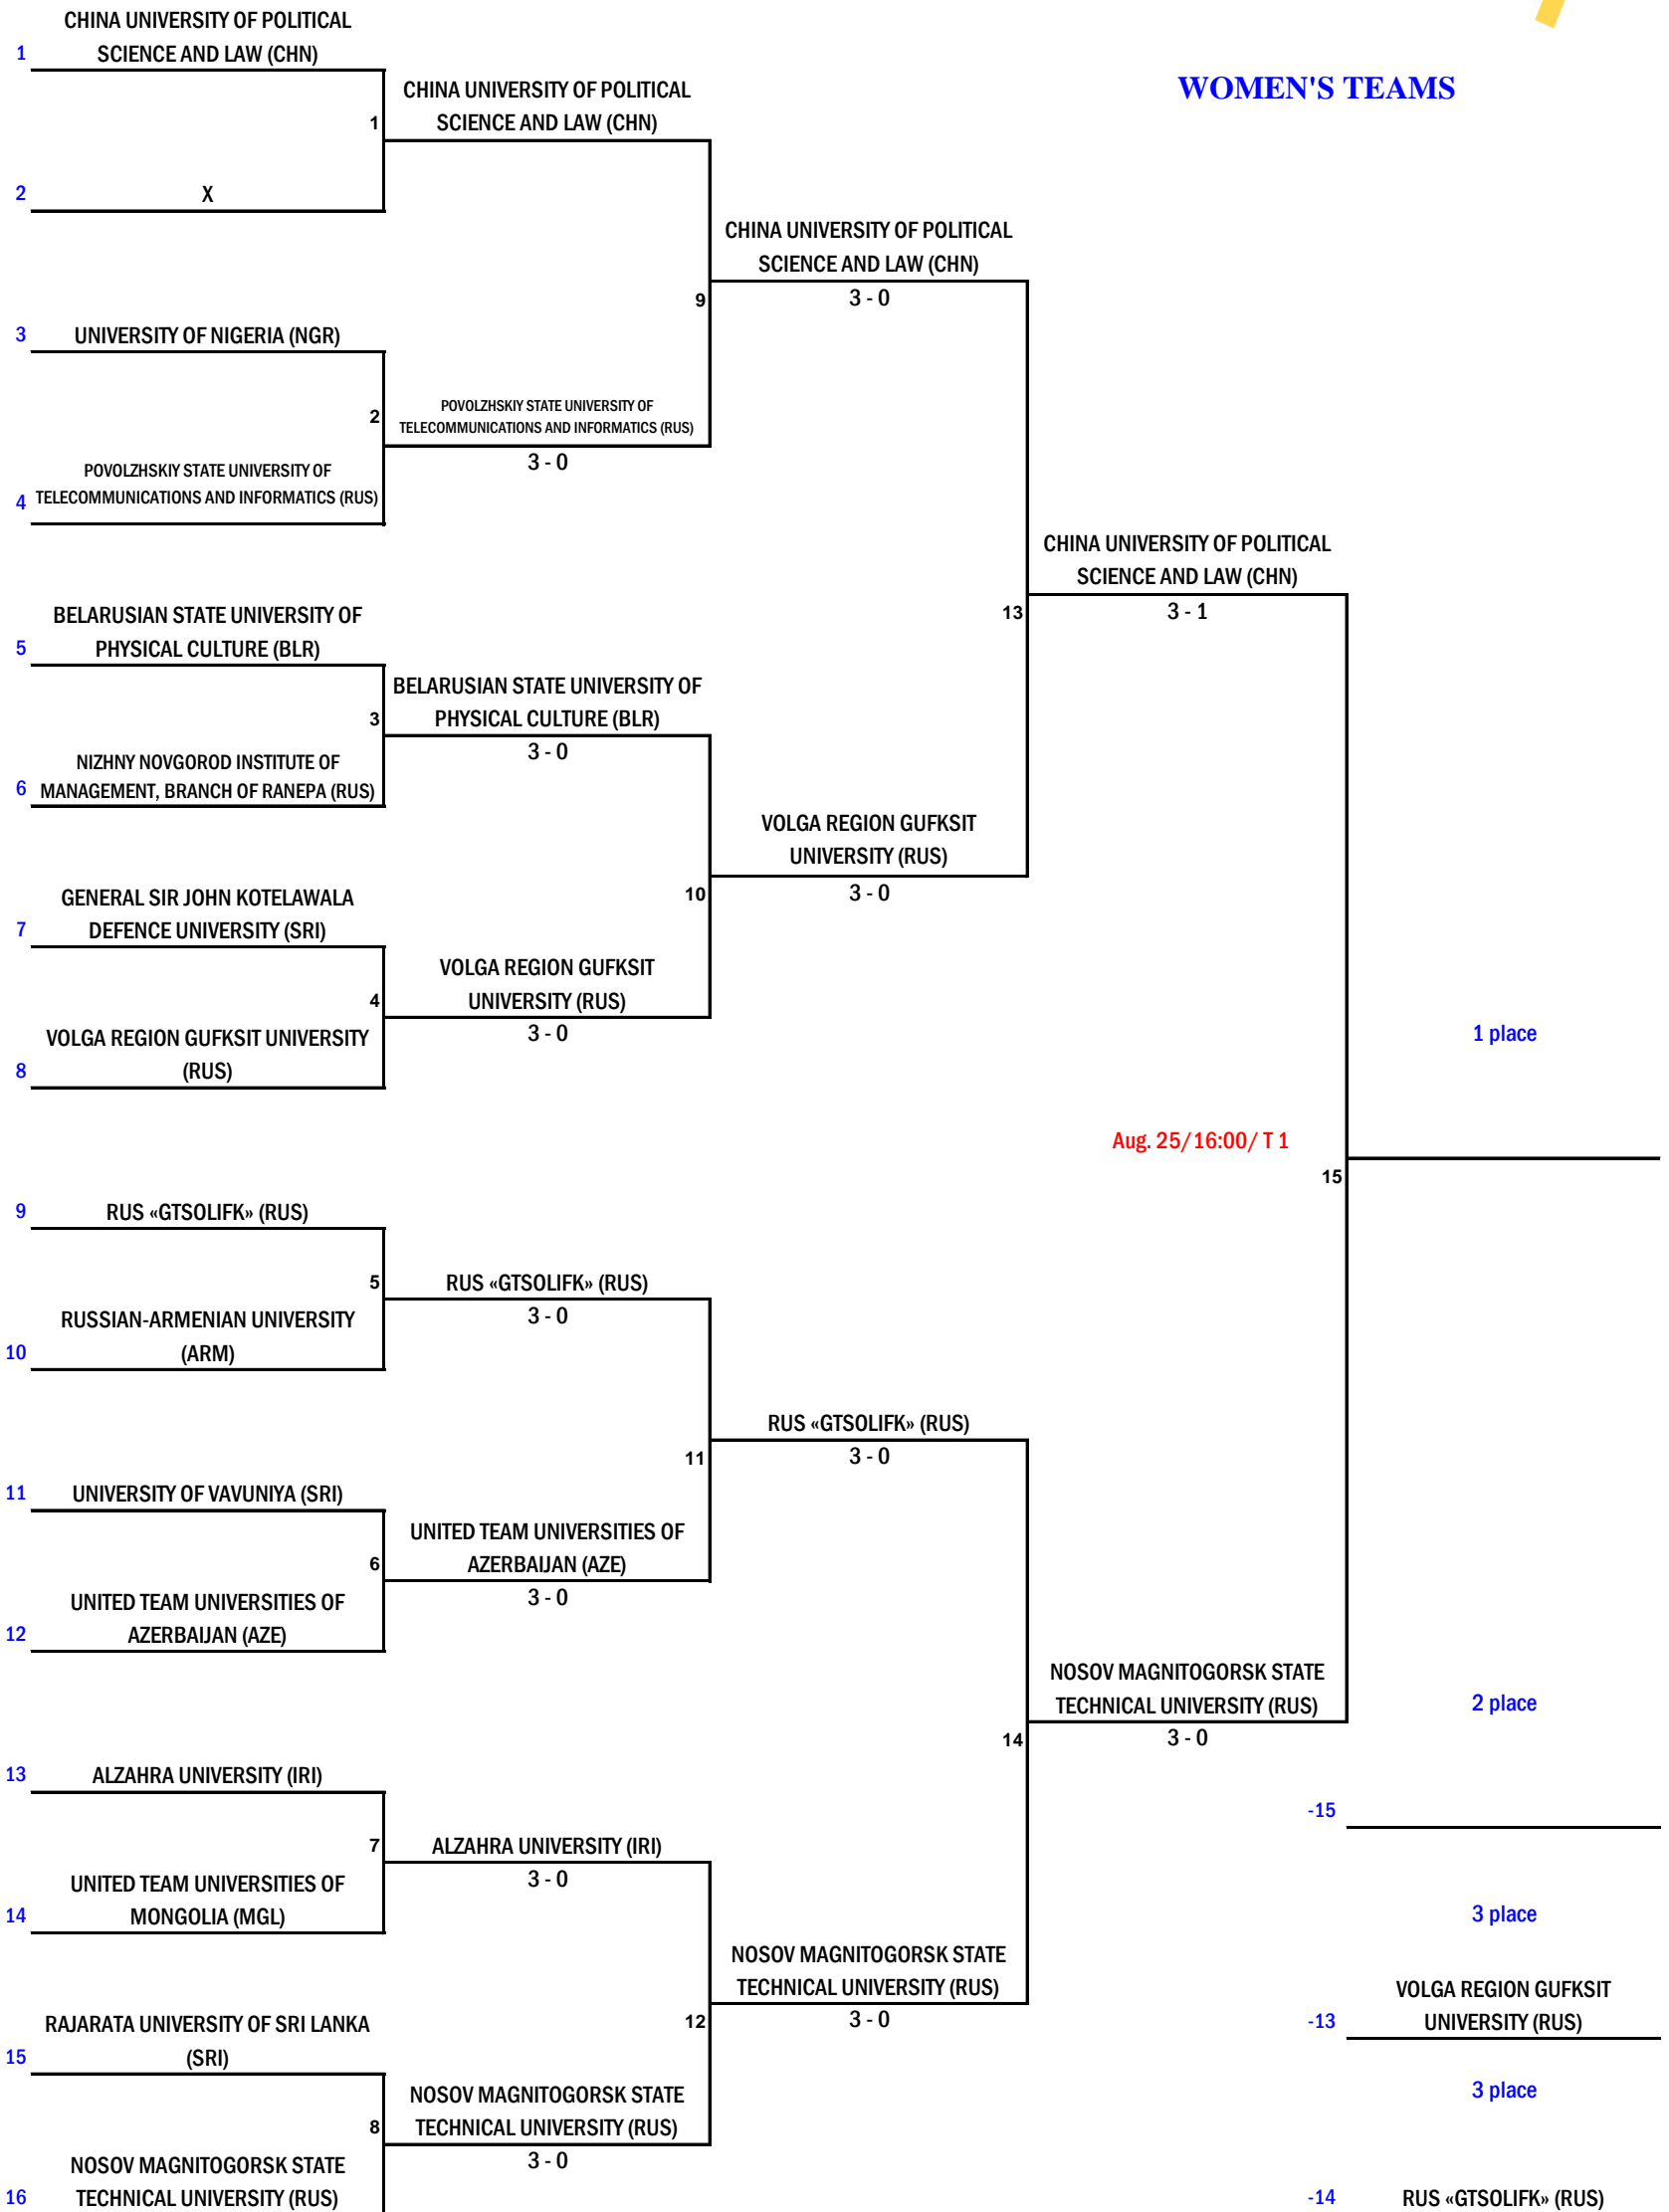 WOMEN'S TEAMS
CHINA UNIVERSITY OF POLITICAL
1 SCIENCE AND LAW (CHN)
CHINA UNIVERSITY OF POLITICAL
1 SCIENCE AND LAW (CHN)
2 X
CHINA UNIVERSITY OF POLITICAL
SCIENCE AND LAW (CHN)
9 3 - 0
3 UNIVERSITY OF NIGERIA (NGR)
POVOLZHSKIY STATE UNIVERSITY OF
2 TELECOMMUNICATIONS AND INFORMATICS (RUS)
3 - 0
POVOLZHSKIY STATE UNIVERSITY OF
4 TELECOMMUNICATIONS AND INFORMATICS (RUS)
CHINA UNIVERSITY OF POLITICAL
SCIENCE AND LAW (CHN)
13 3 - 1
BELARUSIAN STATE UNIVERSITY OF
5 PHYSICAL CULTURE (BLR)
BELARUSIAN STATE UNIVERSITY OF
3 PHYSICAL CULTURE (BLR)
3 - 0
NIZHNY NOVGOROD INSTITUTE OF
6 MANAGEMENT, BRANCH OF RANEPA (RUS)
VOLGA REGION GUFKSIT
UNIVERSITY (RUS)
10 3 - 0
GENERAL SIR JOHN KOTELAWALA
7 DEFENCE UNIVERSITY (SRI)
VOLGA REGION GUFKSIT
4 UNIVERSITY (RUS)
3 - 0
VOLGA REGION GUFKSIT UNIVERSITY
8 (RUS)
1 place
Aug. 25/16:00/ T 1
15
9 RUS «GTSOLIFK» (RUS)
5 RUS «GTSOLIFK» (RUS)
3 - 0
RUSSIAN-ARMENIAN UNIVERSITY
10 (ARM)
RUS «GTSOLIFK» (RUS)
11 3 - 0
11 UNIVERSITY OF VAVUNIYA (SRI)
UNITED TEAM UNIVERSITIES OF
6 AZERBAIJAN (AZE)
3 - 0
UNITED TEAM UNIVERSITIES OF
12 AZERBAIJAN (AZE)
NOSOV MAGNITOGORSK STATE
TECHNICAL UNIVERSITY (RUS)
14 3 - 0
2 place
-15
13 ALZAHRA UNIVERSITY (IRI)
7 ALZAHRA UNIVERSITY (IRI)
3 - 0
UNITED TEAM UNIVERSITIES OF
14 MONGOLIA (MGL)
3 place
NOSOV MAGNITOGORSK STATE
TECHNICAL UNIVERSITY (RUS)
12 3 - 0
VOLGA REGION GUFKSIT
-13 UNIVERSITY (RUS)
RAJARATA UNIVERSITY OF SRI LANKA
15 (SRI)
3 place
NOSOV MAGNITOGORSK STATE
8 TECHNICAL UNIVERSITY (RUS)
3 - 0
NOSOV MAGNITOGORSK STATE
16 TECHNICAL UNIVERSITY (RUS)
-14 RUS «GTSOLIFK» (RUS)